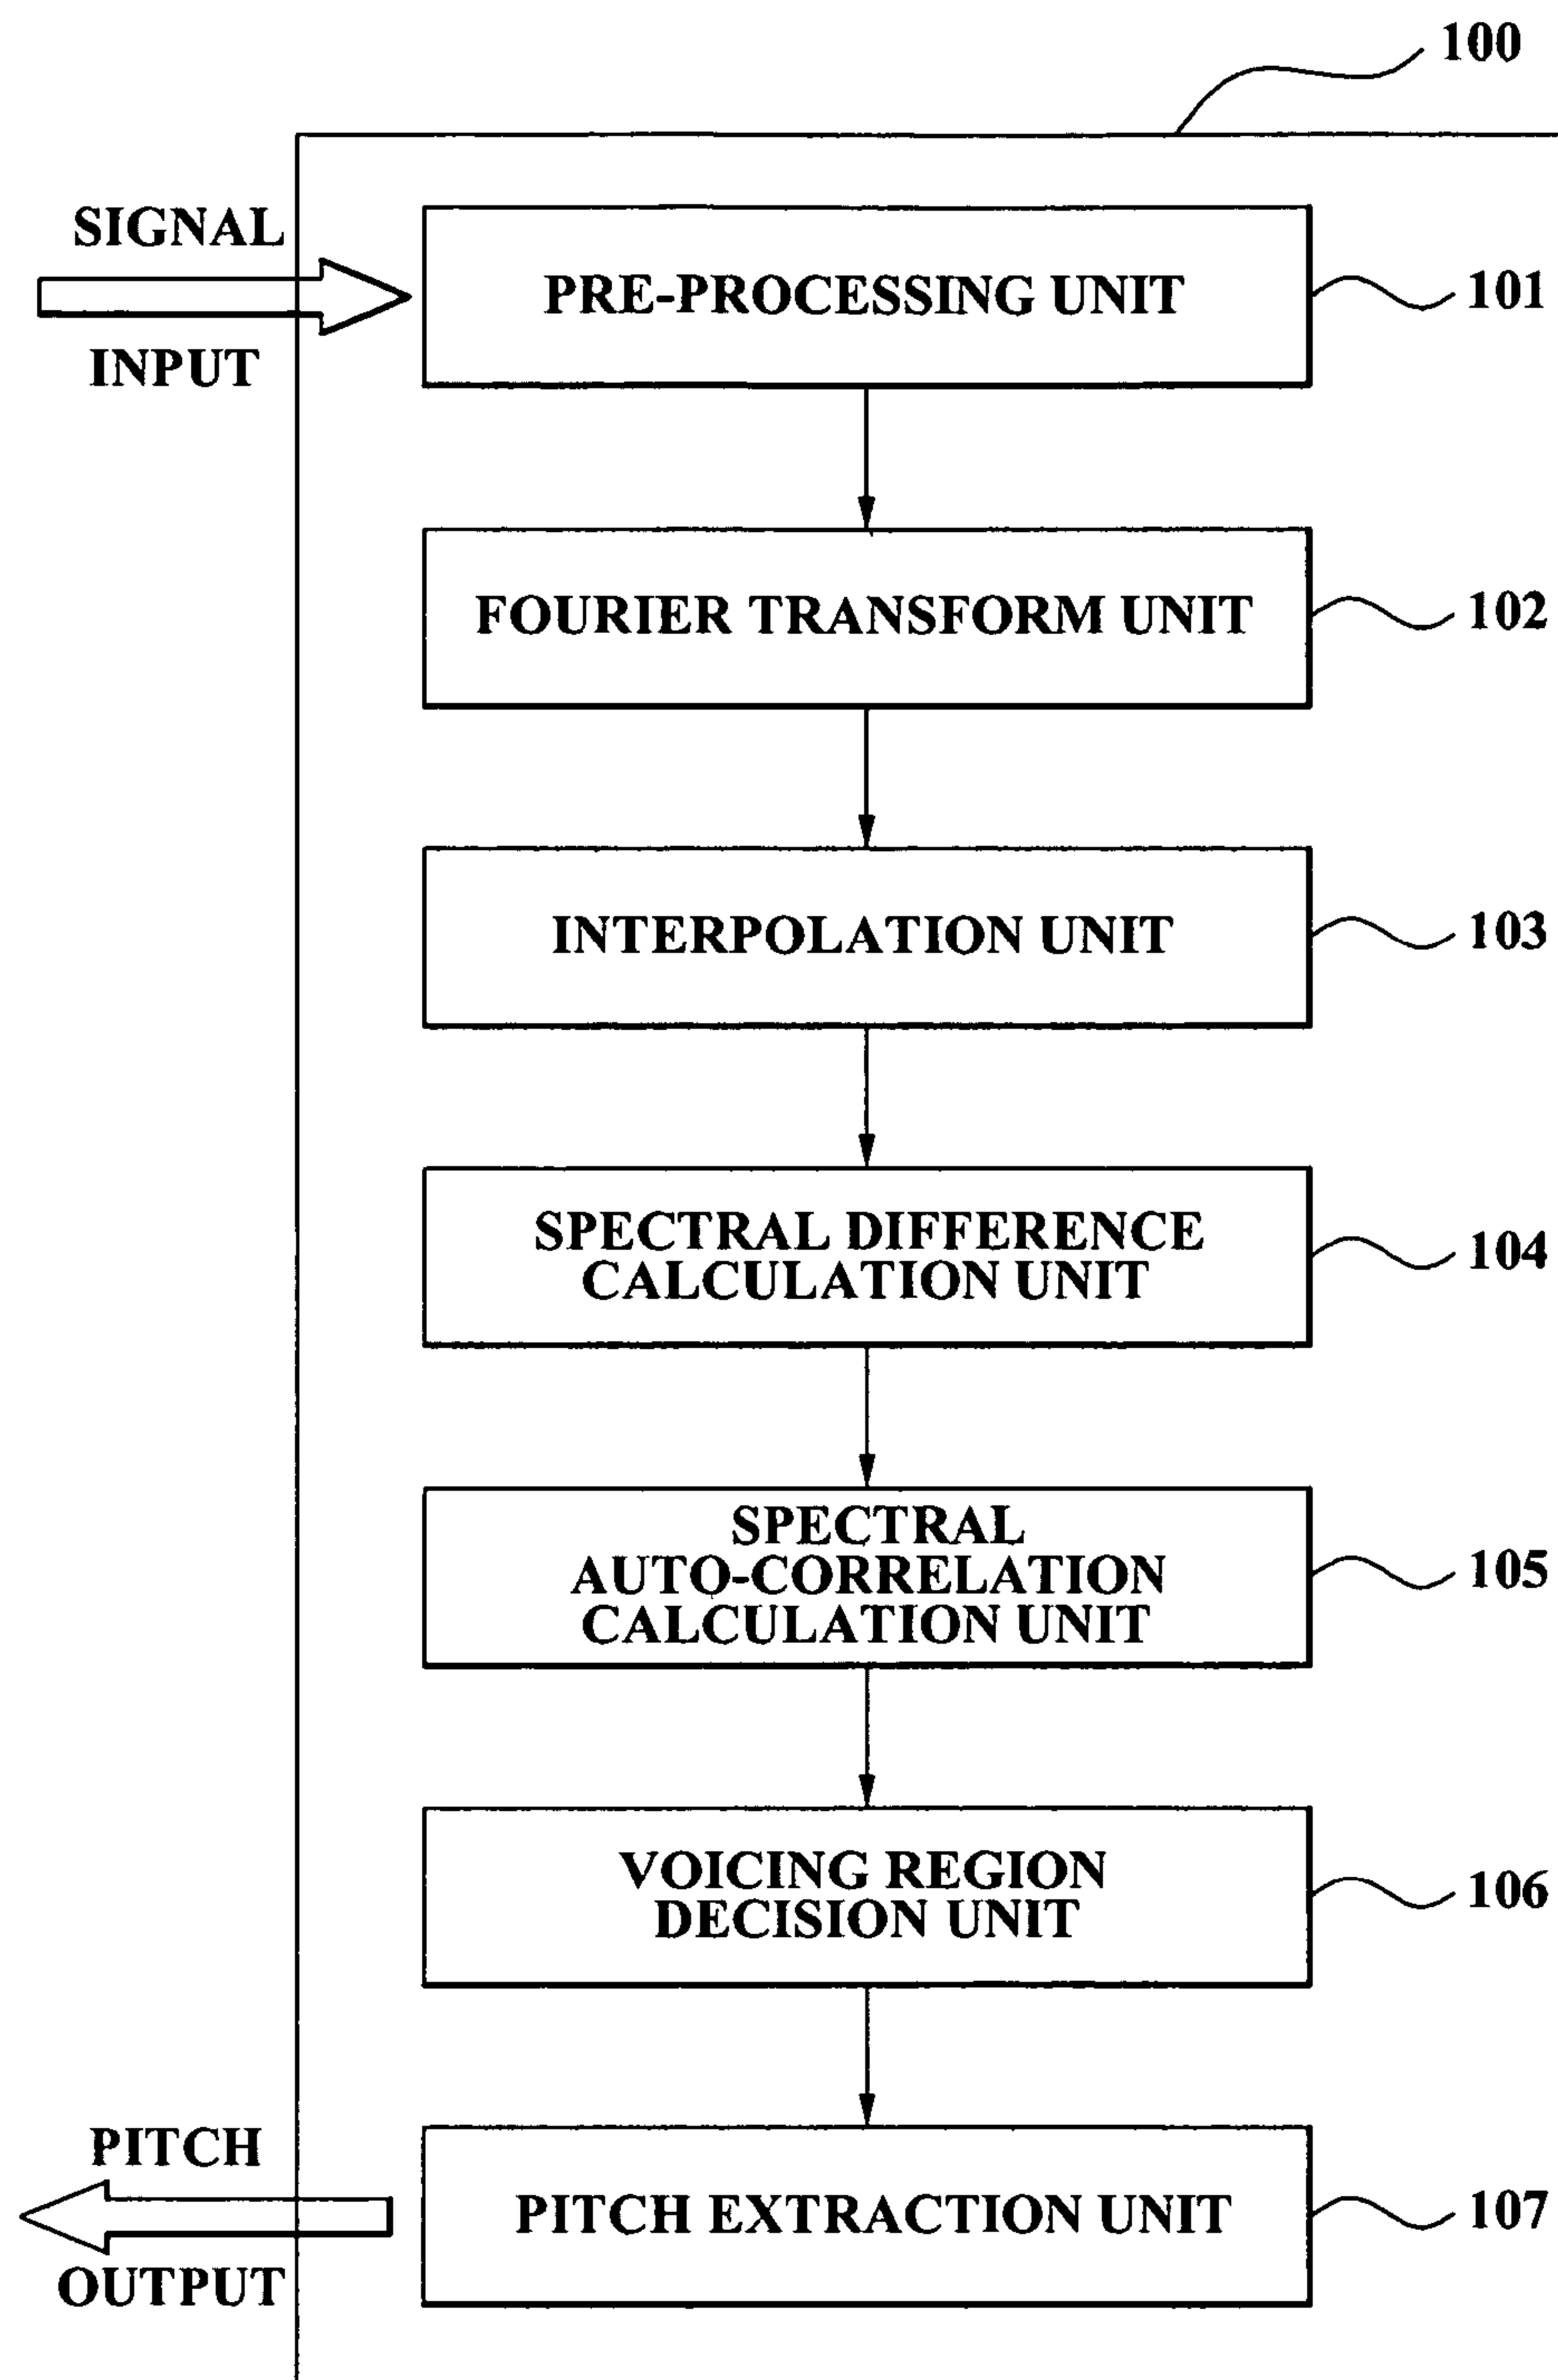 100
SIGNAL
INPUT
PRE-PROCESSING UNIT
101
FOURIER TRANSFORM UNIT
102
INTERPOLATION UNIT
103
SPECTRAL DIFFERENCE
CALCULATION UNIT
104
SPECTRAL
AUTO-CORRELATION
CALCULATION UNIT
105
VOICING REGION
DECISION UNIT
106
PITCH
OUTPUT
PITCH EXTRACTION UNIT
107